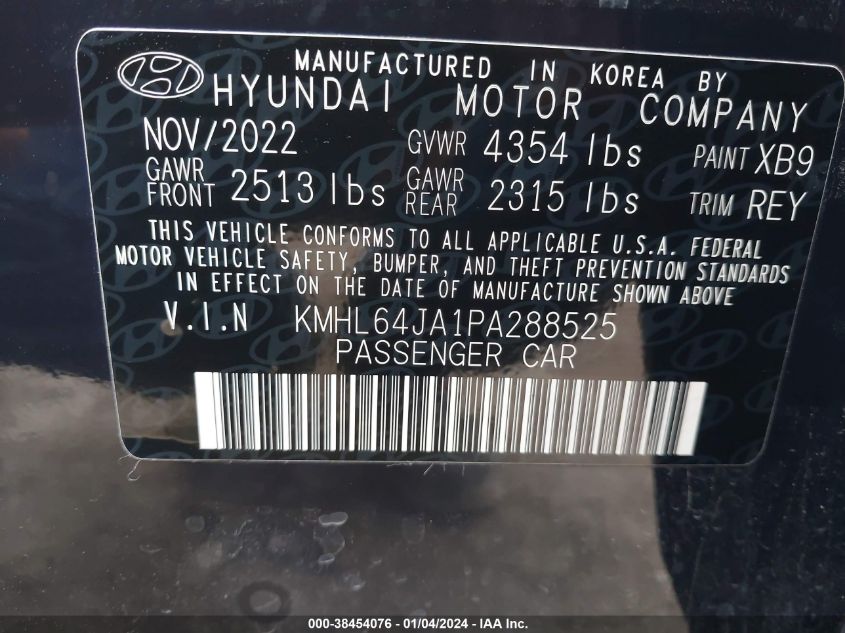 MANUFACTURED IN KOREA BY
HYUNDAI MOTOR COMPANY
NOV/2022 GVWR 4354 lbs PAINT XB9
GAWR FRONT 2513 lbs GAWR REAR 2315 lbs TRIM REY
THIS VEHICLE CONFORMS TO ALL APPLICABLE U.S.A. FEDERAL
MOTOR VEHICLE SAFETY, BUMPER, AND THEFT PREVENTION STANDARDS
IN EFFECT ON THE DATE OF MANUFACTURE SHOWN ABOVE
V.I.N KMHL64JA1PA288525
PASSENGER CAR
000-38454076 - 01/04/2024 - IAA Inc.